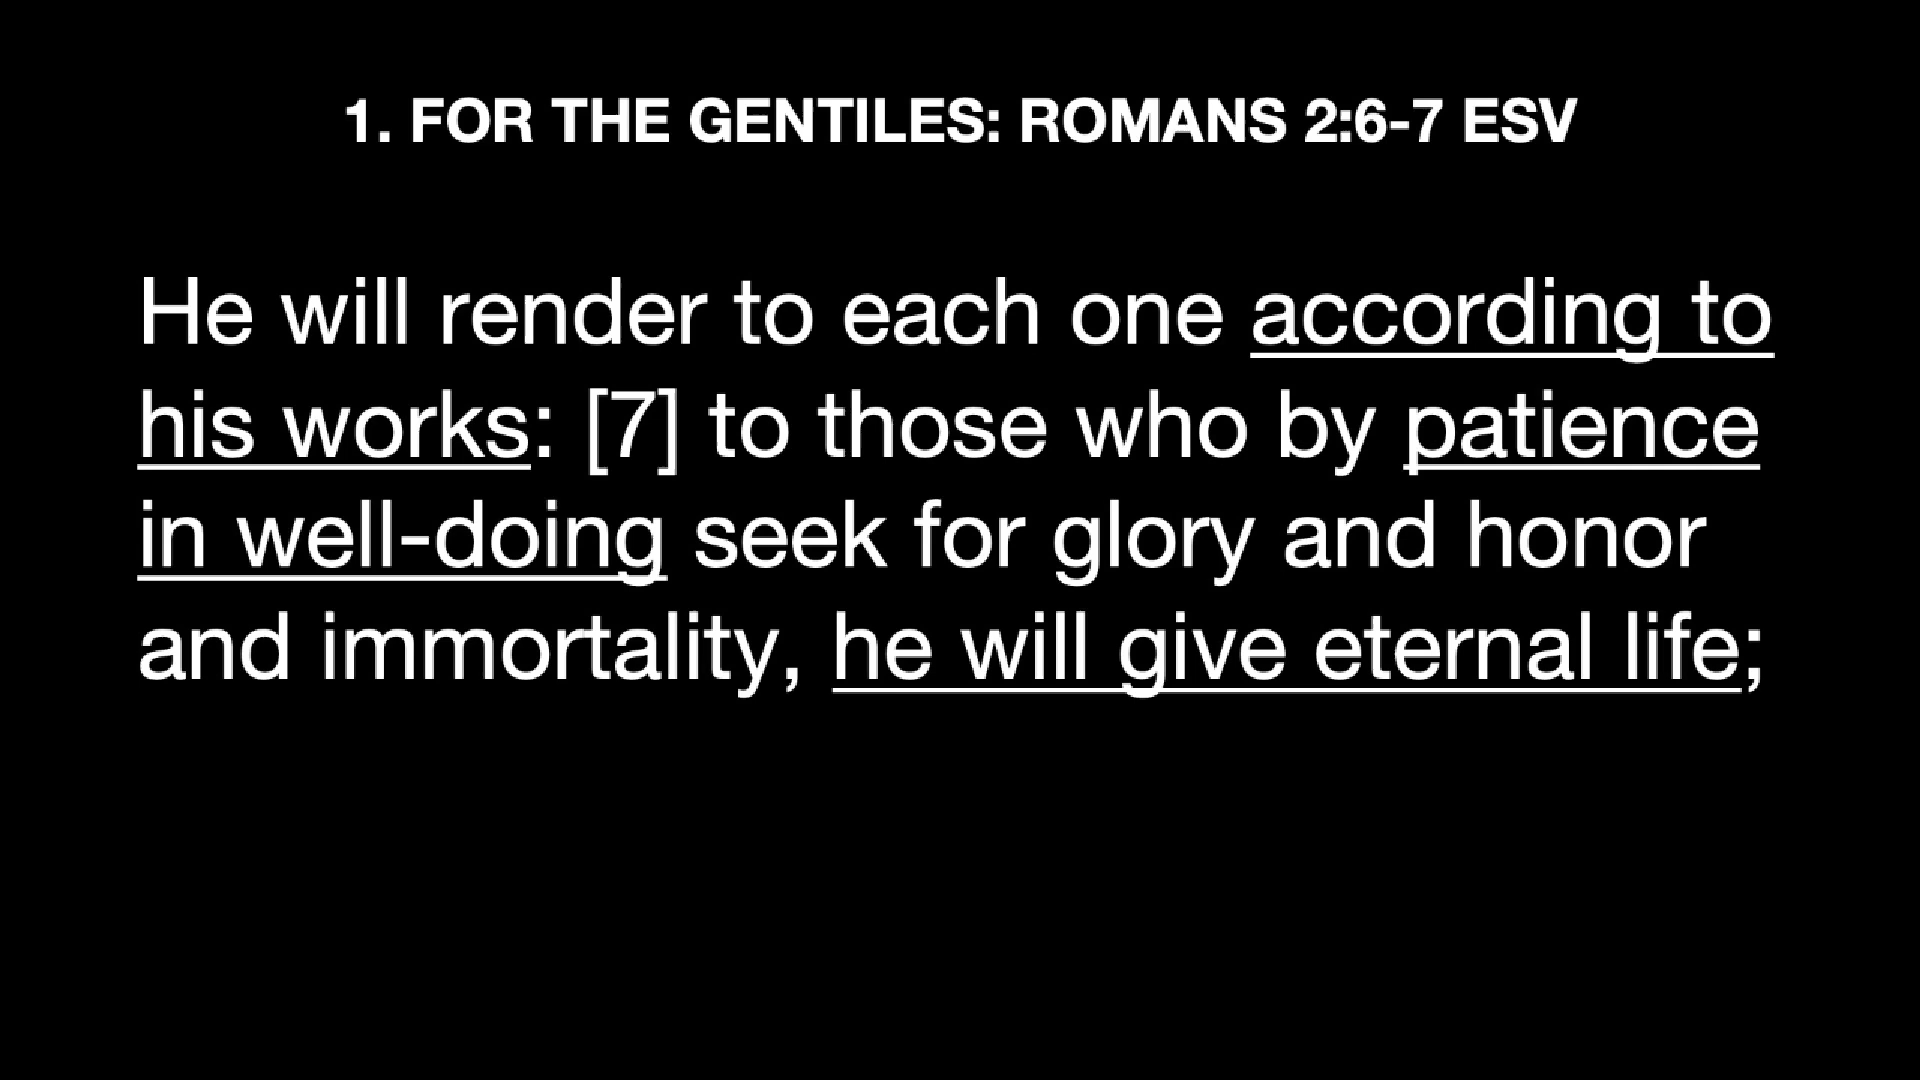 1. FOR THE GENTILES: ROMANS 2:6-7 ESV
He will render to each one according to
his works: [7] to those who by patience
in well-doing seek for glory and honor
and immortality, he will give eternal life;